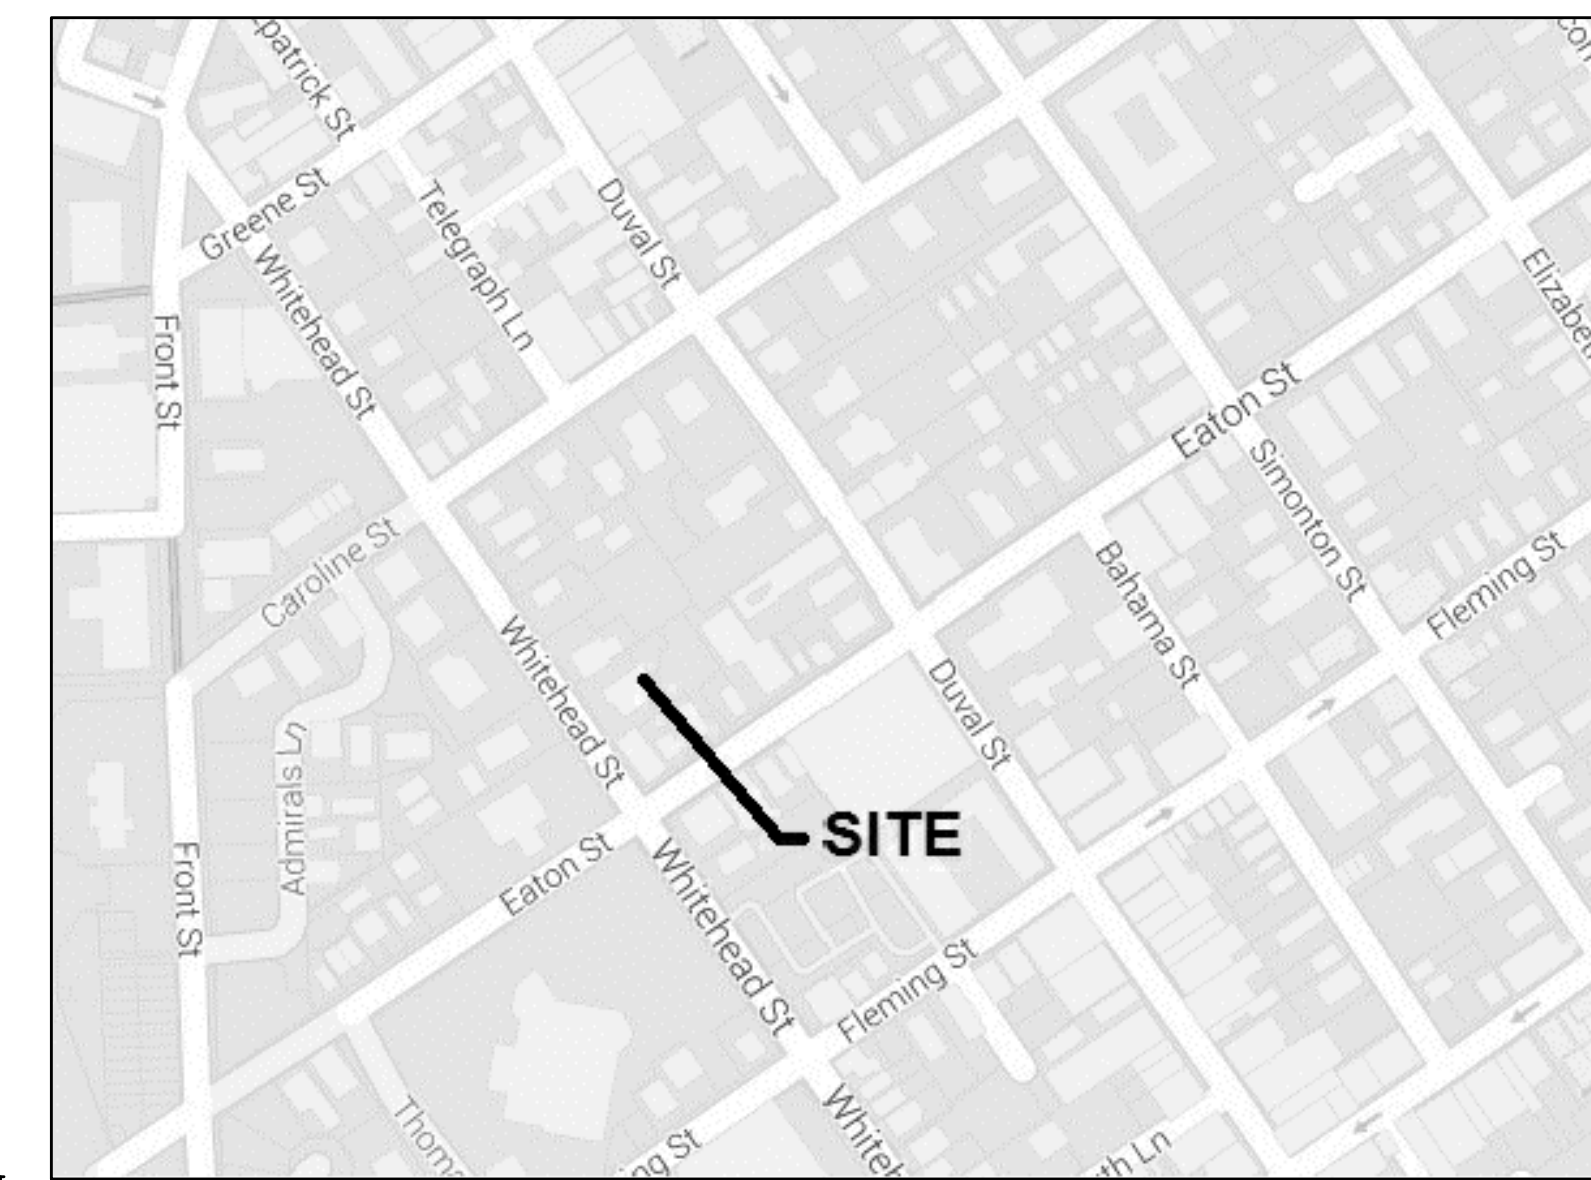 patrick St
Greene St
Telegraph Ln
Duval St
Whitehead St
Front St
Elizabe
Eaton St
Simonton St
Caroline St
Bahama St
Fleming St
Whitehead St
Duval St
Admirals Ln
SITE
Front St
Eaton St
Whitehead St
Fleming St
Thoma
ng St
Whiteh
th Ln